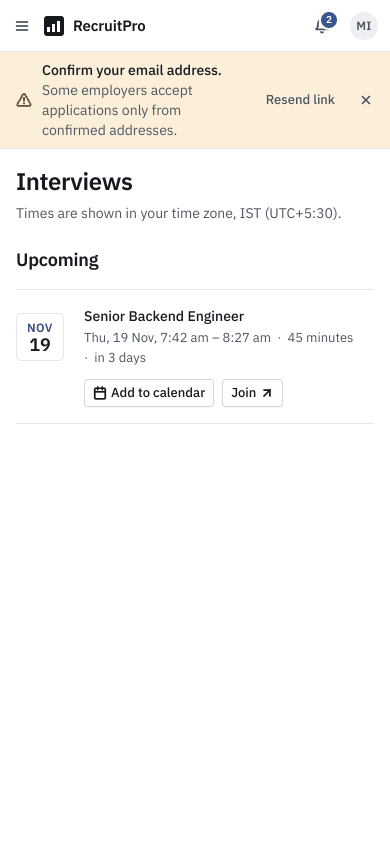 RecruitPro
2
MI
Confirm your email address.
Some employers accept
applications only from
confirmed addresses.
Resend link
Interviews
Times are shown in your time zone, IST (UTC+5:30).
Upcoming
NOV
19
Senior Backend Engineer
Thu, 19 Nov, 7:42 am – 8:27 am · 45 minutes
· in 3 days
Add to calendar
Join